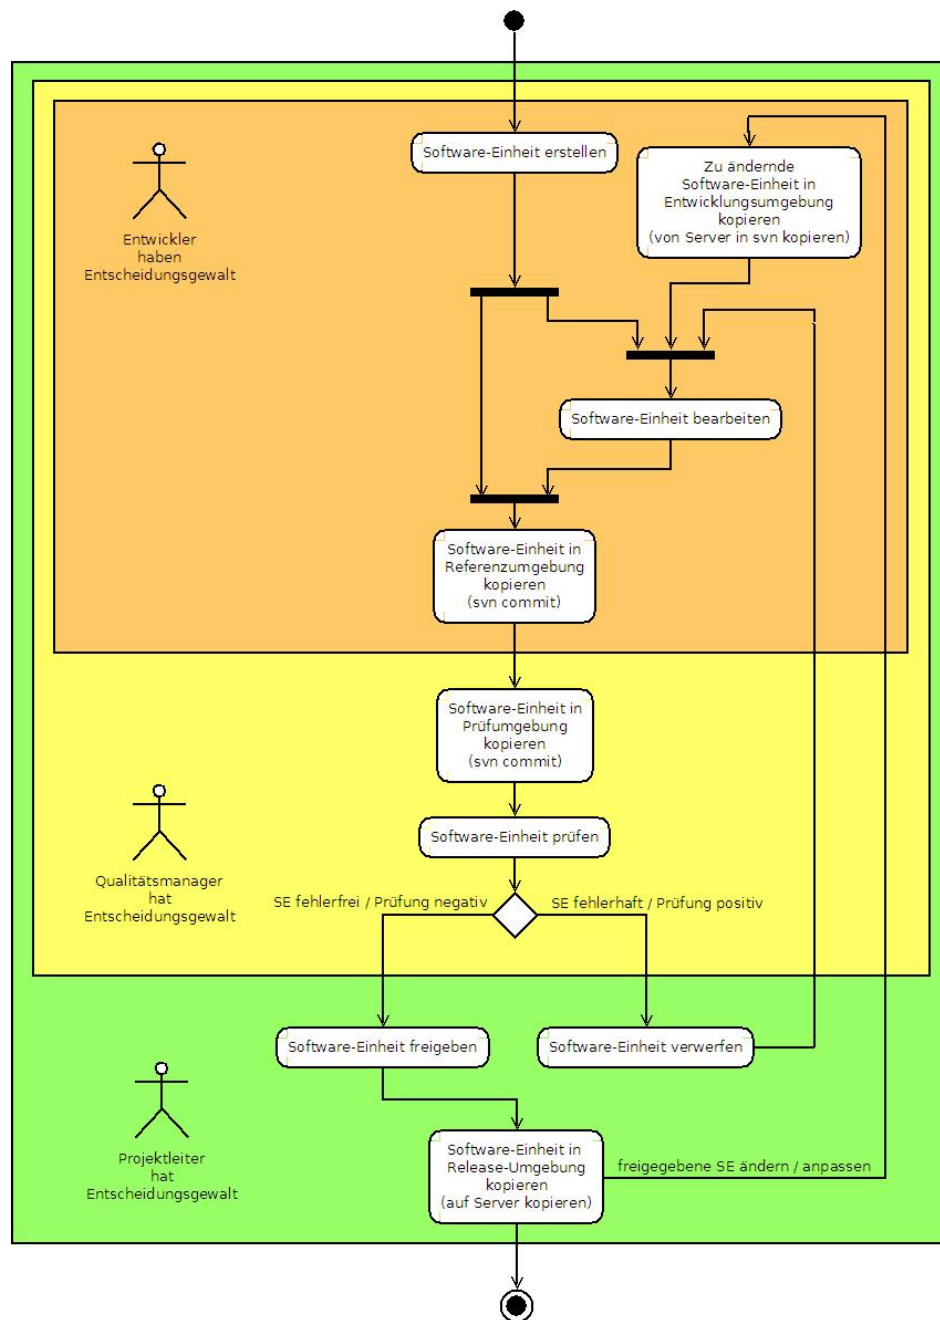 Software-Einheit erstellen
Zu ändernde
Software-Einheit in
Entwicklungsumgebung
kopieren
(von Server in svn kopieren)
Entwickler
haben
Entscheidungsgewalt
Software-Einheit bearbeiten
Software-Einheit in
Referenzumgebung
kopieren
(svn commit)
Software-Einheit in
Prüfumgebung
kopieren
(svn commit)
Software-Einheit prüfen
Qualitätsmanager
hat
Entscheidungsgewalt
SE fehlerfrei / Prüfung negativ
SE fehlerhaft / Prüfung positiv
Software-Einheit freigeben
Software-Einheit verwerfen
Projektleiter
hat
Entscheidungsgewalt
Software-Einheit in
Release-Umgebung
kopieren
(auf Server kopieren)
freigegebene SE ändern / anpassen